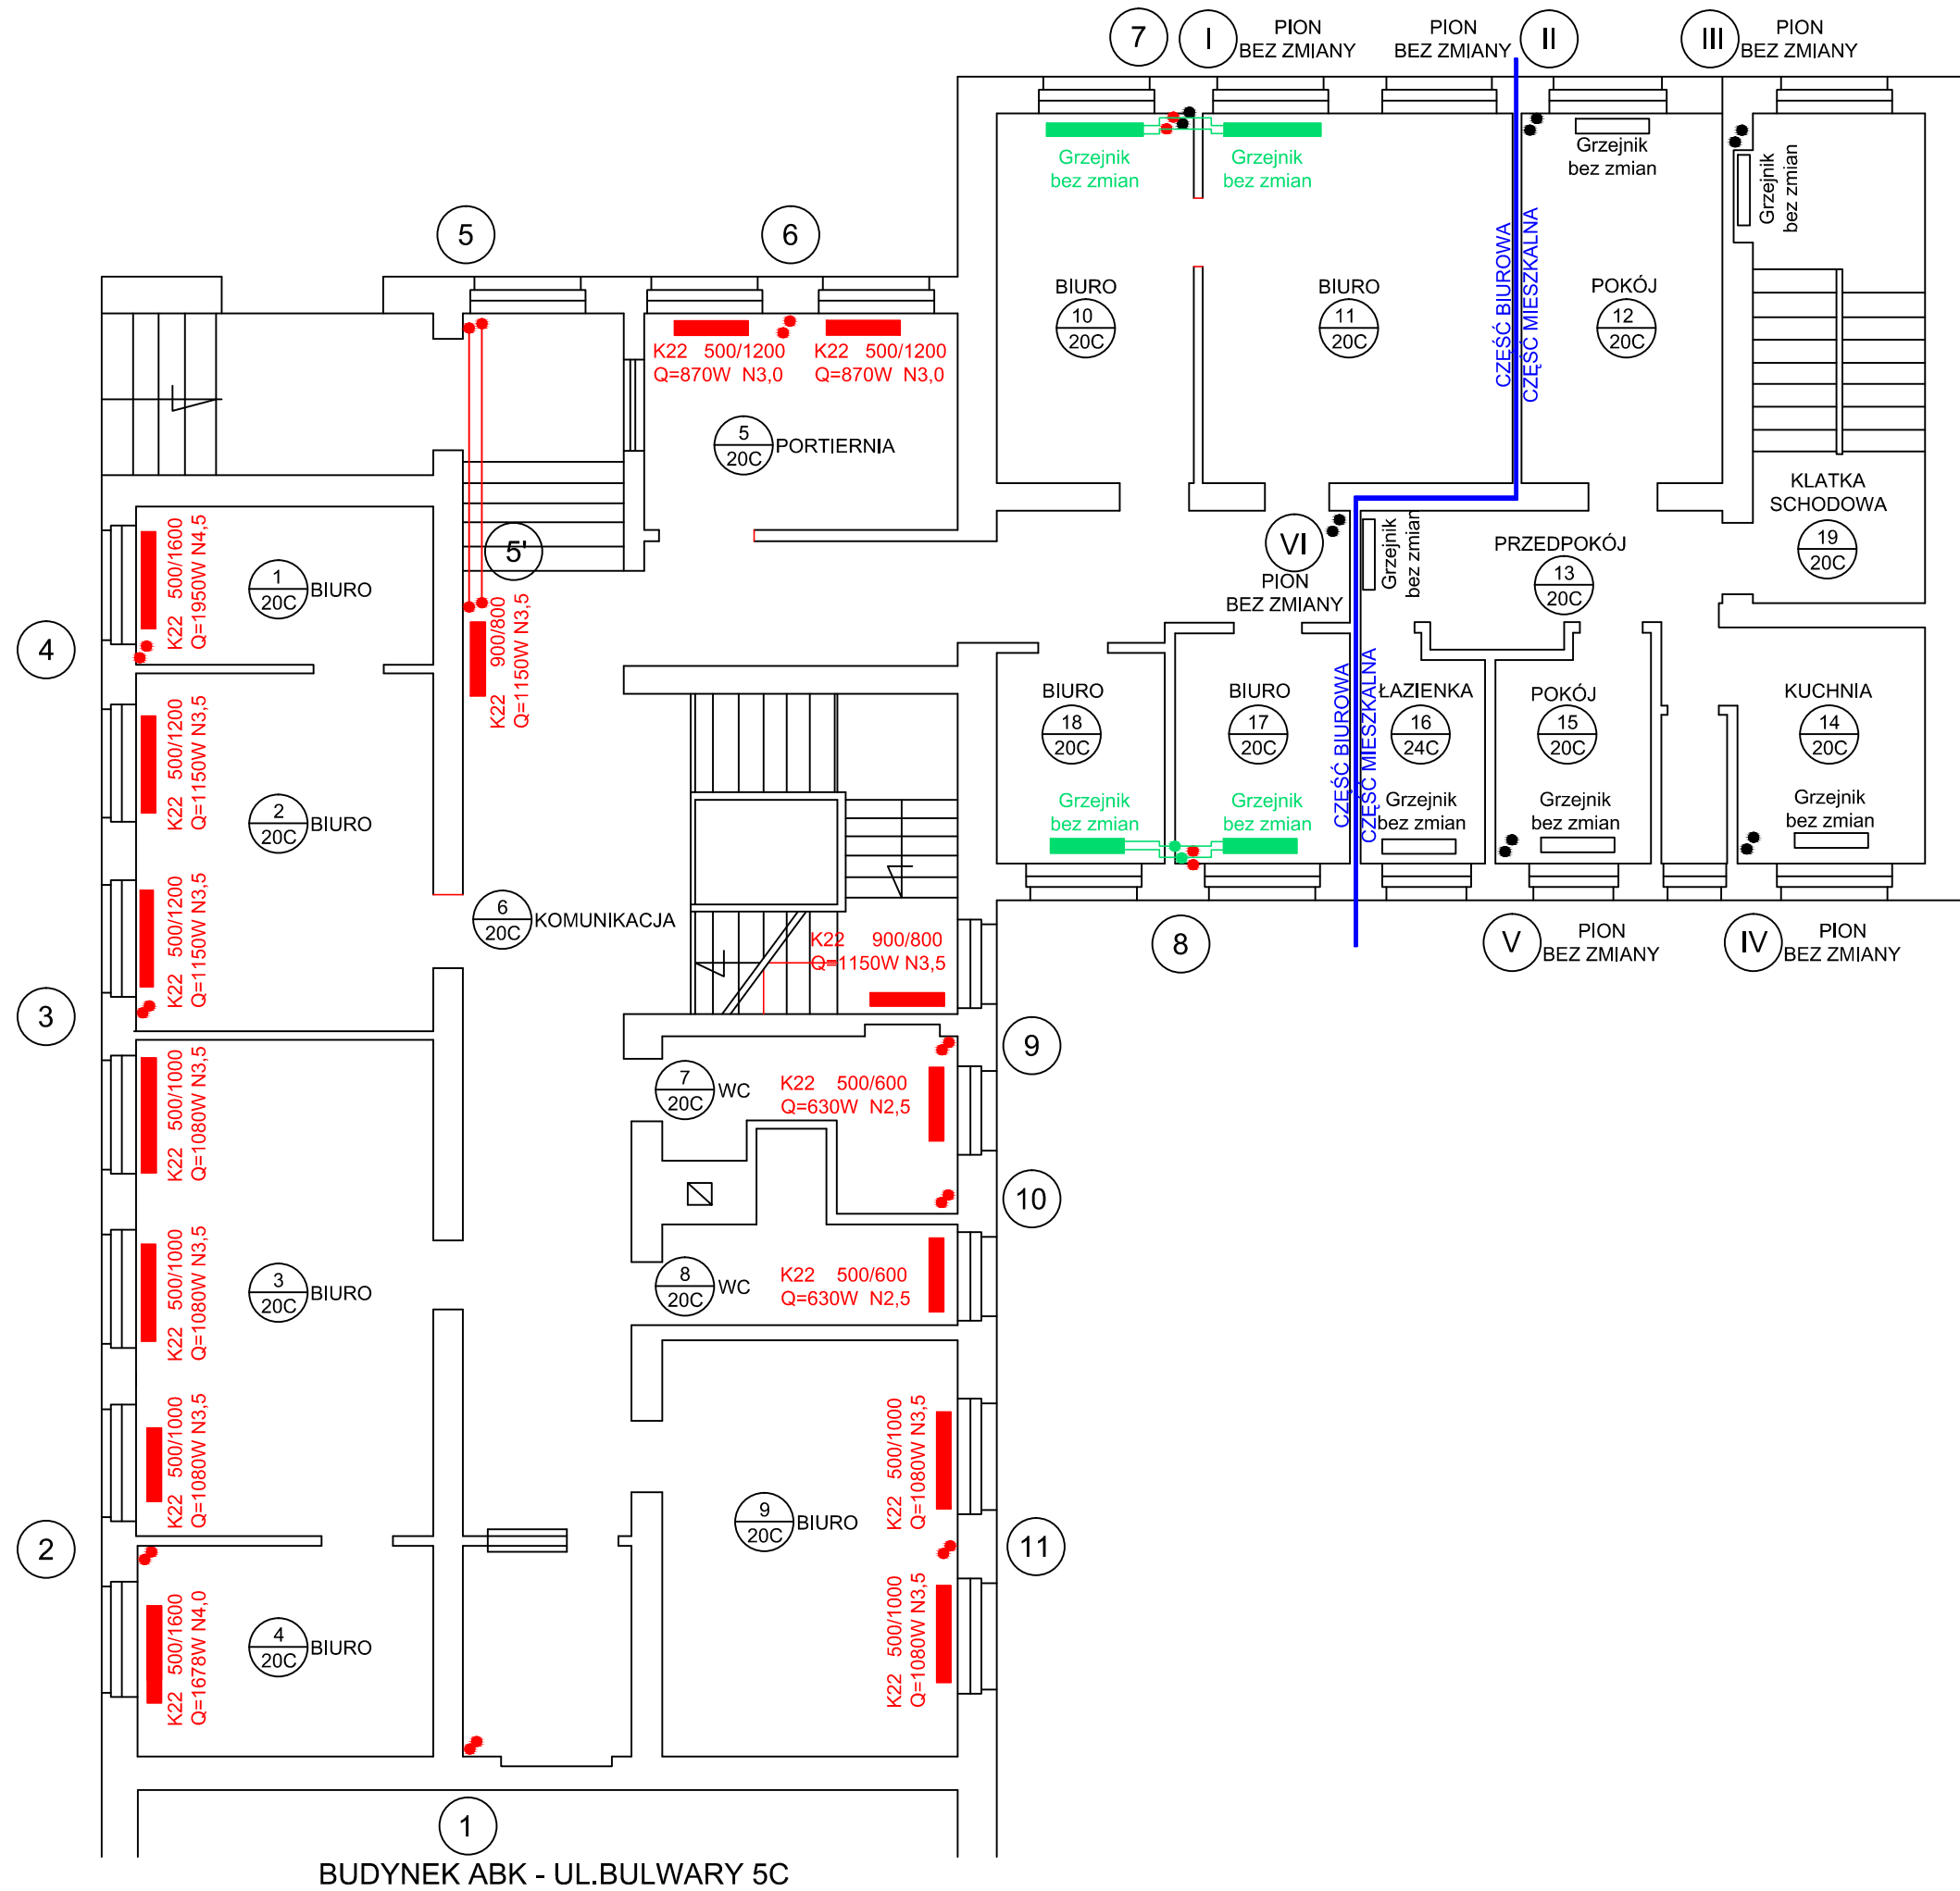 7
I
PION
BEZ ZMIANY
PION
BEZ ZMIANY
II
III
PION
BEZ ZMIANY
Grzejnik
bez zmian
Grzejnik
bez zmian
Grzejnik
bez zmian
Grzejnik
bez zmian
5
6
BIURO
10
20C
BIURO
11
20C
CZĘŚĆ BIUROWA
CZĘŚĆ MIESZKALNA
POKÓJ
12
20C
K22 500/1200
Q=870W N3,0
K22 500/1200
Q=870W N3,0
5
20C
PORTIERNIA
KLATKA
SCHODOWA
19
20C
K22 500/1600
Q=1950W N4,5
1
20C
BIURO
5'
VI
PION
BEZ ZMIANY
Grzejnik
bez zmian
PRZEDPOKÓJ
13
20C
4
K22 900/800
Q=1150W N3,5
K22 500/1200
Q=1150W N3,5
2
20C
BIURO
BIURO
18
20C
BIURO
17
20C
CZĘŚĆ BIUROWA
CZĘŚĆ MIESZKALNA
ŁAZIENKA
16
24C
POKÓJ
15
20C
KUCHNIA
14
20C
Grzejnik
bez zmian
Grzejnik
bez zmian
Grzejnik
bez zmian
Grzejnik
bez zmian
Grzejnik
bez zmian
K22 500/1200
Q=1150W N3,5
6
20C
KOMUNIKACJA
K22 900/800
Q=1150W N3,5
8
V
PION
BEZ ZMIANY
IV
PION
BEZ ZMIANY
3
9
K22 500/1000
Q=1080W N3,5
7
20C
WC
K22 500/600
Q=630W N2,5
10
K22 500/1000
Q=1080W N3,5
3
20C
BIURO
8
20C
WC
K22 500/600
Q=630W N2,5
K22 500/1000
Q=1080W N3,5
K22 500/1000
Q=1080W N3,5
9
20C
BIURO
2
11
K22 500/1600
Q=1678W N4,0
4
20C
BIURO
K22 500/1000
Q=1080W N3,5
1
BUDYNEK ABK - UL.BULWARY 5C